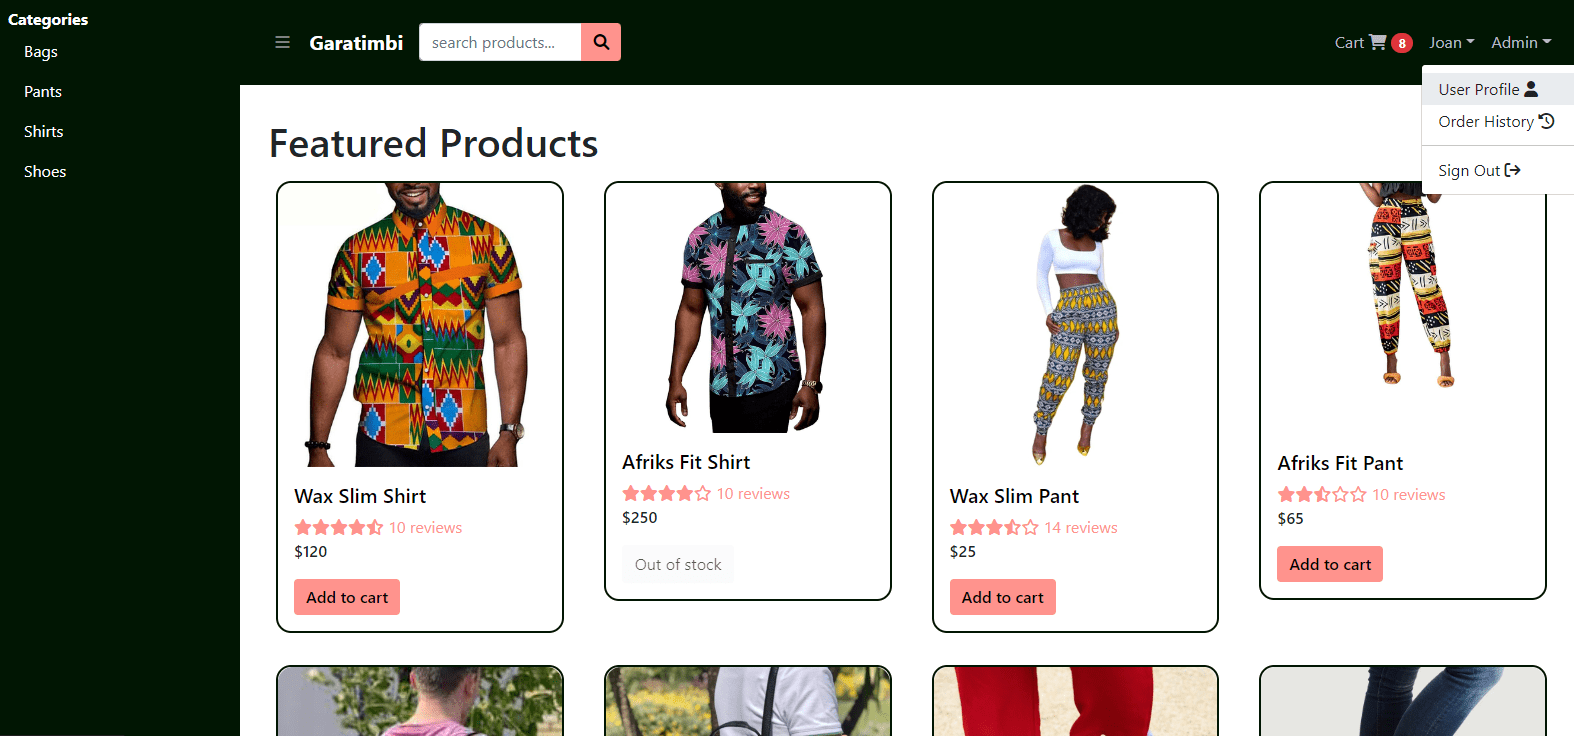 Categories
Bags
Pants
Shirts
Shoes
Garatimbi
search products...
Cart 8 Joan Admin
User Profile
Order History
Sign Out
Featured Products
Wax Slim Shirt
10 reviews
$120
Add to cart
Afriks Fit Shirt
10 reviews
$250
Out of stock
Wax Slim Pant
14 reviews
$25
Add to cart
Afriks Fit Pant
10 reviews
$65
Add to cart